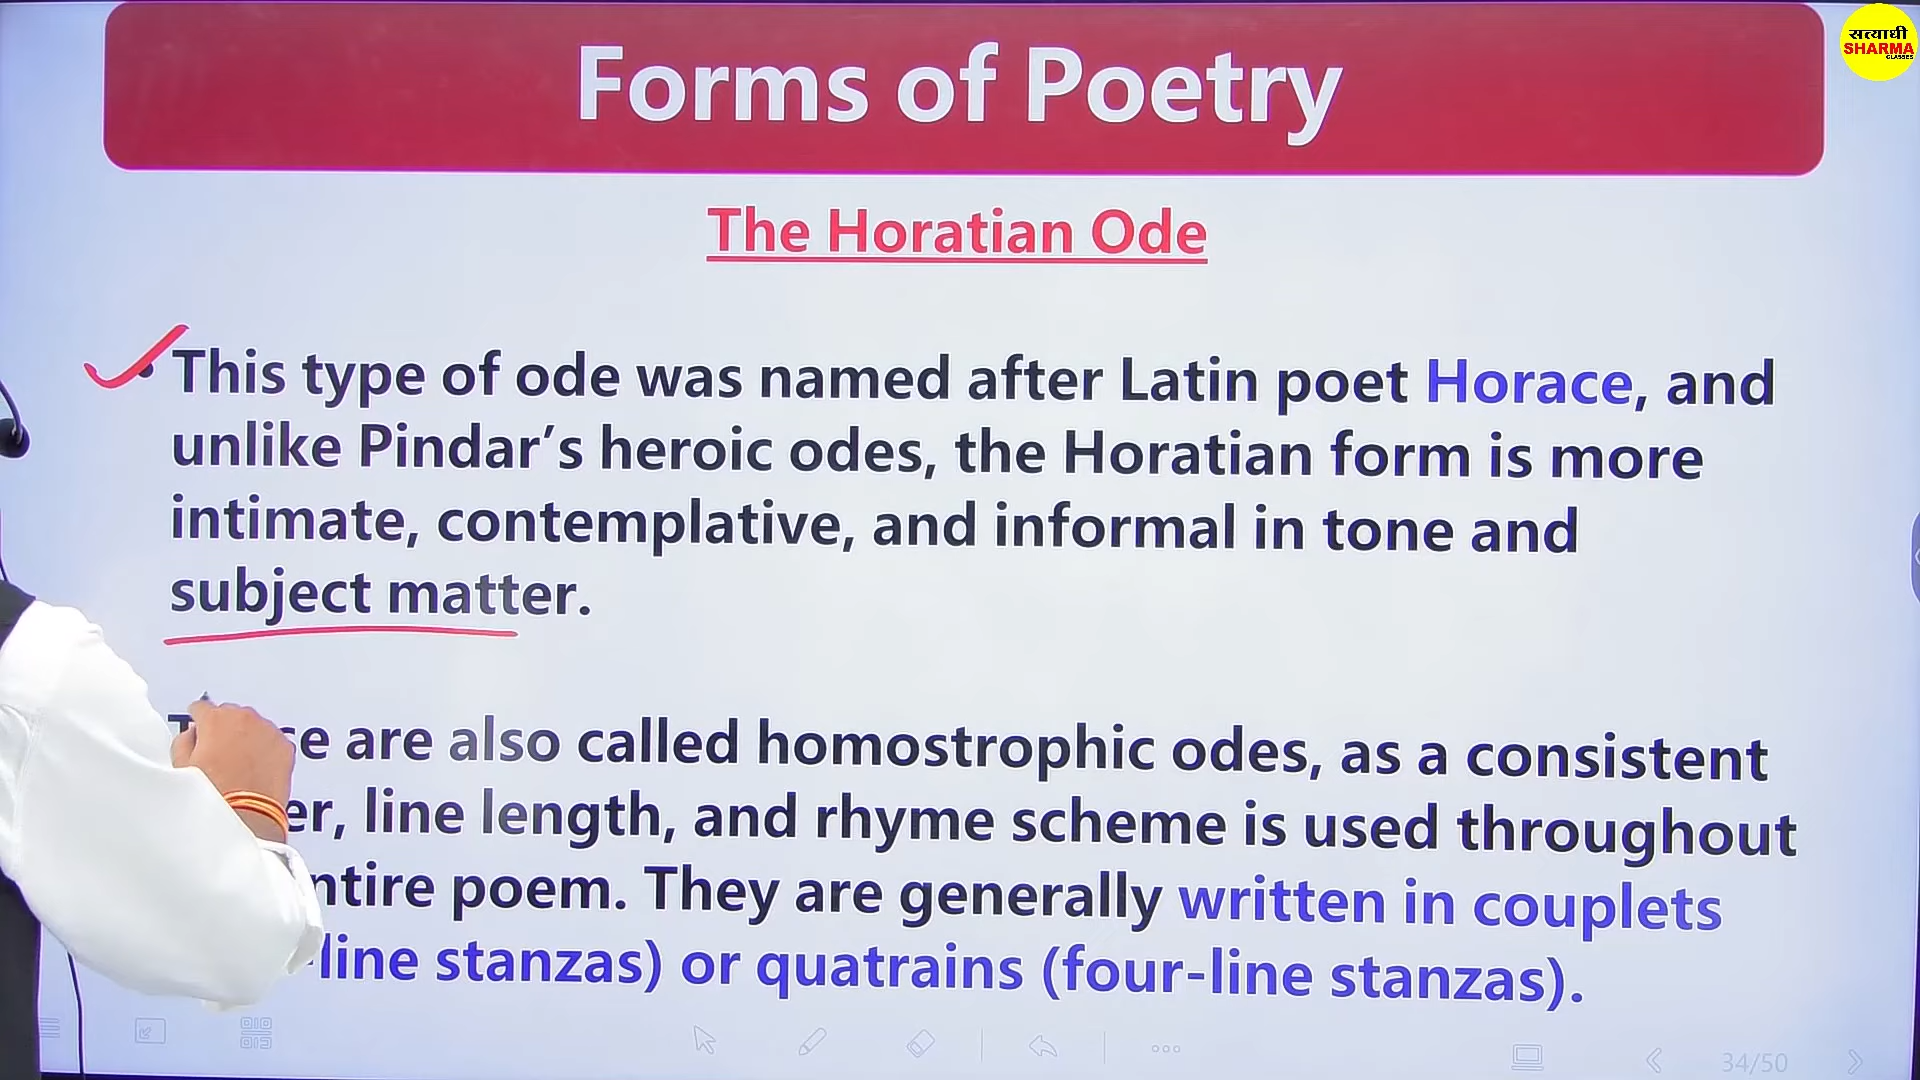 सत्याधी
SHARMA
CLASSES
Forms of Poetry
The Horatian Ode
• This type of ode was named after Latin poet Horace, and
unlike Pindar’s heroic odes, the Horatian form is more
intimate, contemplative, and informal in tone and
subject matter.
are also called homostrophic odes, as a consistent
line length, and rhyme scheme is used throughout
poem. They are generally written in couplets
line stanzas) or quatrains (four-line stanzas).
34/50